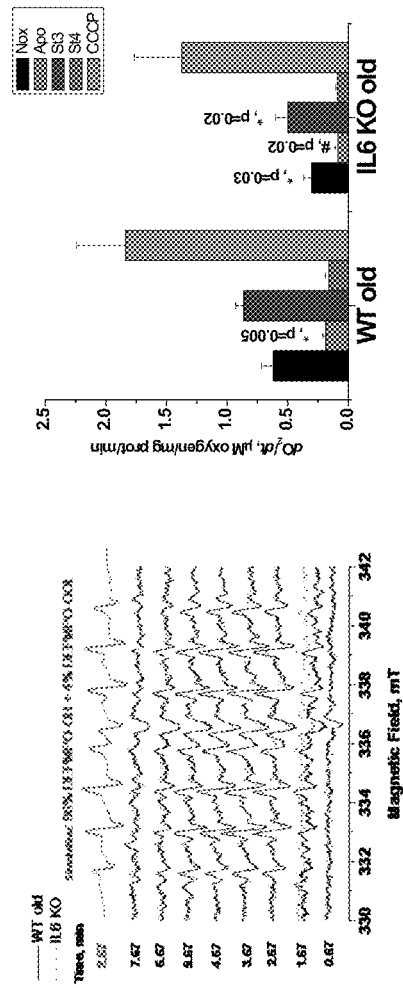 WT old
IL6 KO
Time, min
2.67
7.67
6.67
5.67
4.67
3.67
2.67
1.67
0.67
330 332 334 336 338 340 342
Magnetic Field, mT
Nox
Apo
St3
St4
CCCP
dO₂/dt, µM oxygen/mg prot/min
2.5
2.0
1.5
1.0
0.5
0.0
*, p=0.005
*, p=0.03
#, p=0.02
*, p=0.02
WT old
IL6 KO old